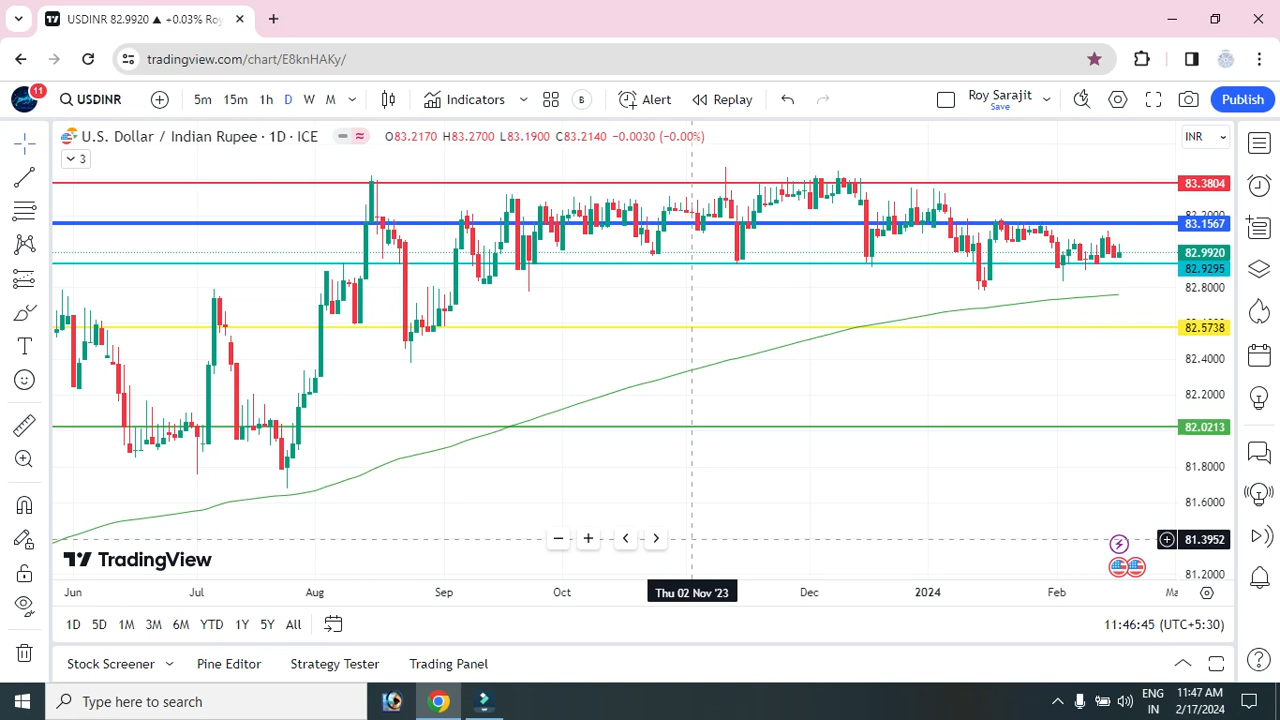 USDINR 82.9920 ▲ +0.03% Roy
tradingview.com/chart/E8knHAKy/
11
USDINR 5m 15m 1h D W M Indicators B Alert Replay Roy Sarajit Save Publish
U.S. Dollar / Indian Rupee · 1D · ICE O83.2170 H83.2700 L83.1900 C83.2140 −0.0030 (−0.00%) INR
3
83.3804
83.1567
82.9920
82.9295
82.8000
82.5738
82.4000
82.2000
82.0213
81.8000
81.6000
81.3952
TradingView
81.2000
Jun Jul Aug Sep Oct Thu 02 Nov '23 Dec 2024 Feb
1D 5D 1M 3M 6M YTD 1Y 5Y All 11:46:45 (UTC+5:30)
Stock Screener Pine Editor Strategy Tester Trading Panel
Type here to search
ENG
IN
11:47 AM
2/17/2024